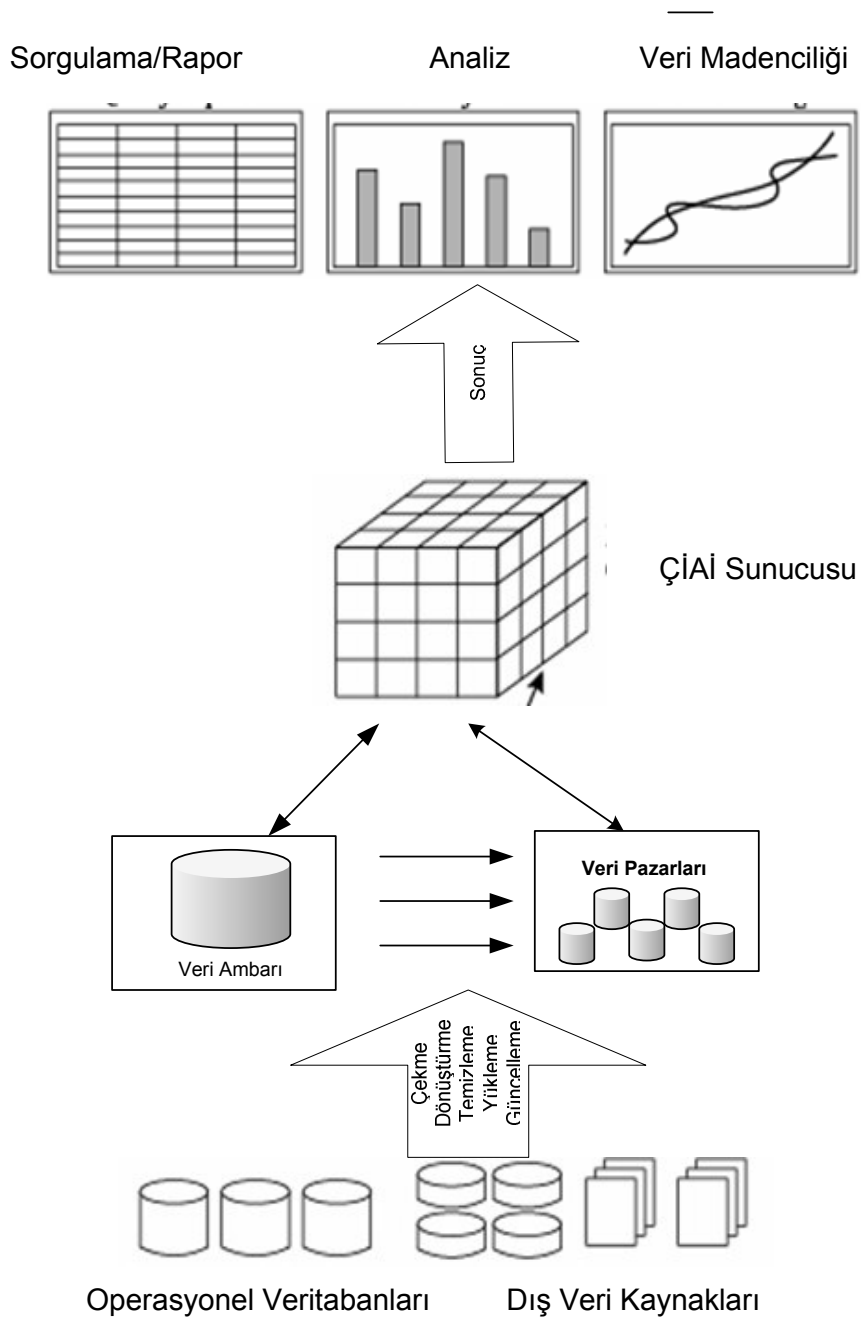 Sorgulama/Rapor
Analiz
Veri Madenciliği
Sonuç
ÇİAİ Sunucusu
Veri Pazarları
Veri Ambarı
Çekme
Dönüştürme
Temizleme
Yükleme
Güncelleme
Operasyonel Veritabanları
Dış Veri Kaynakları